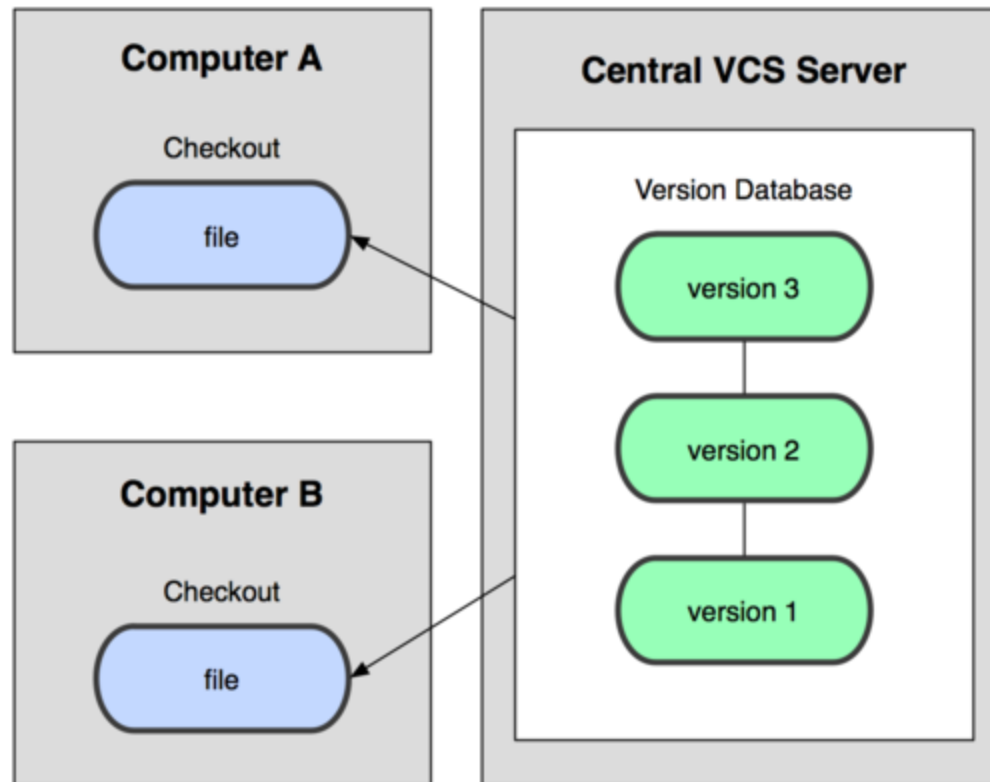 Computer A
Checkout
file
Computer B
Checkout
file
Central VCS Server
Version Database
version 3
version 2
version 1